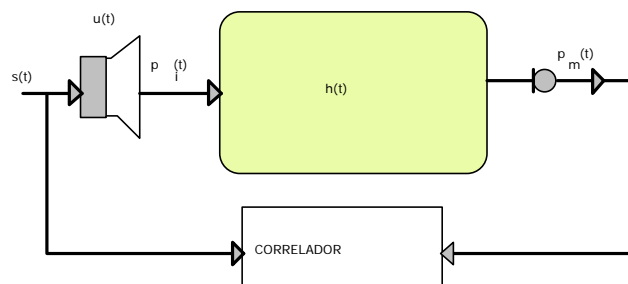 u(t)
s(t)
p i (t)
h(t)
p m (t)
CORRELADOR